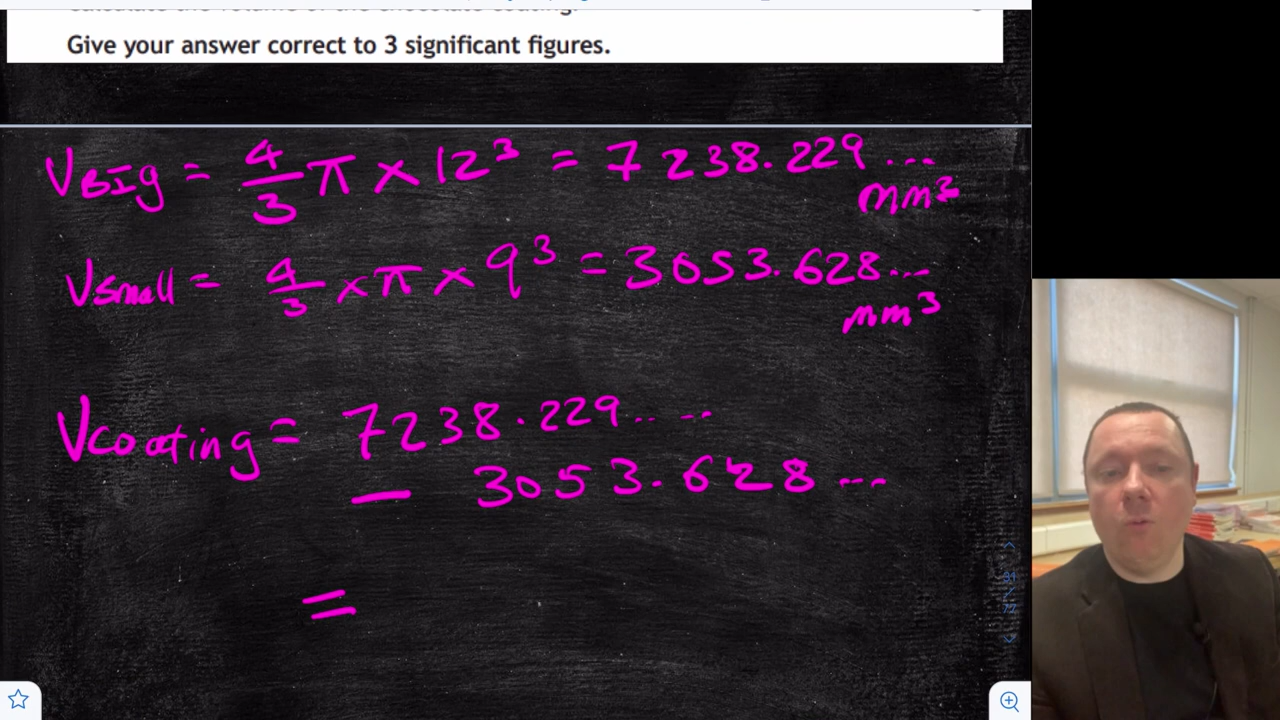 Give your answer correct to 3 significant figures.
VBIg = 4/3 π × 12³ = 7238.229...
mm³
Vsmall = 4/3 × π × 9³ = 3053.628...
mm³
Vcoating = 7238.229.. ..
— 3053.628 ...
=